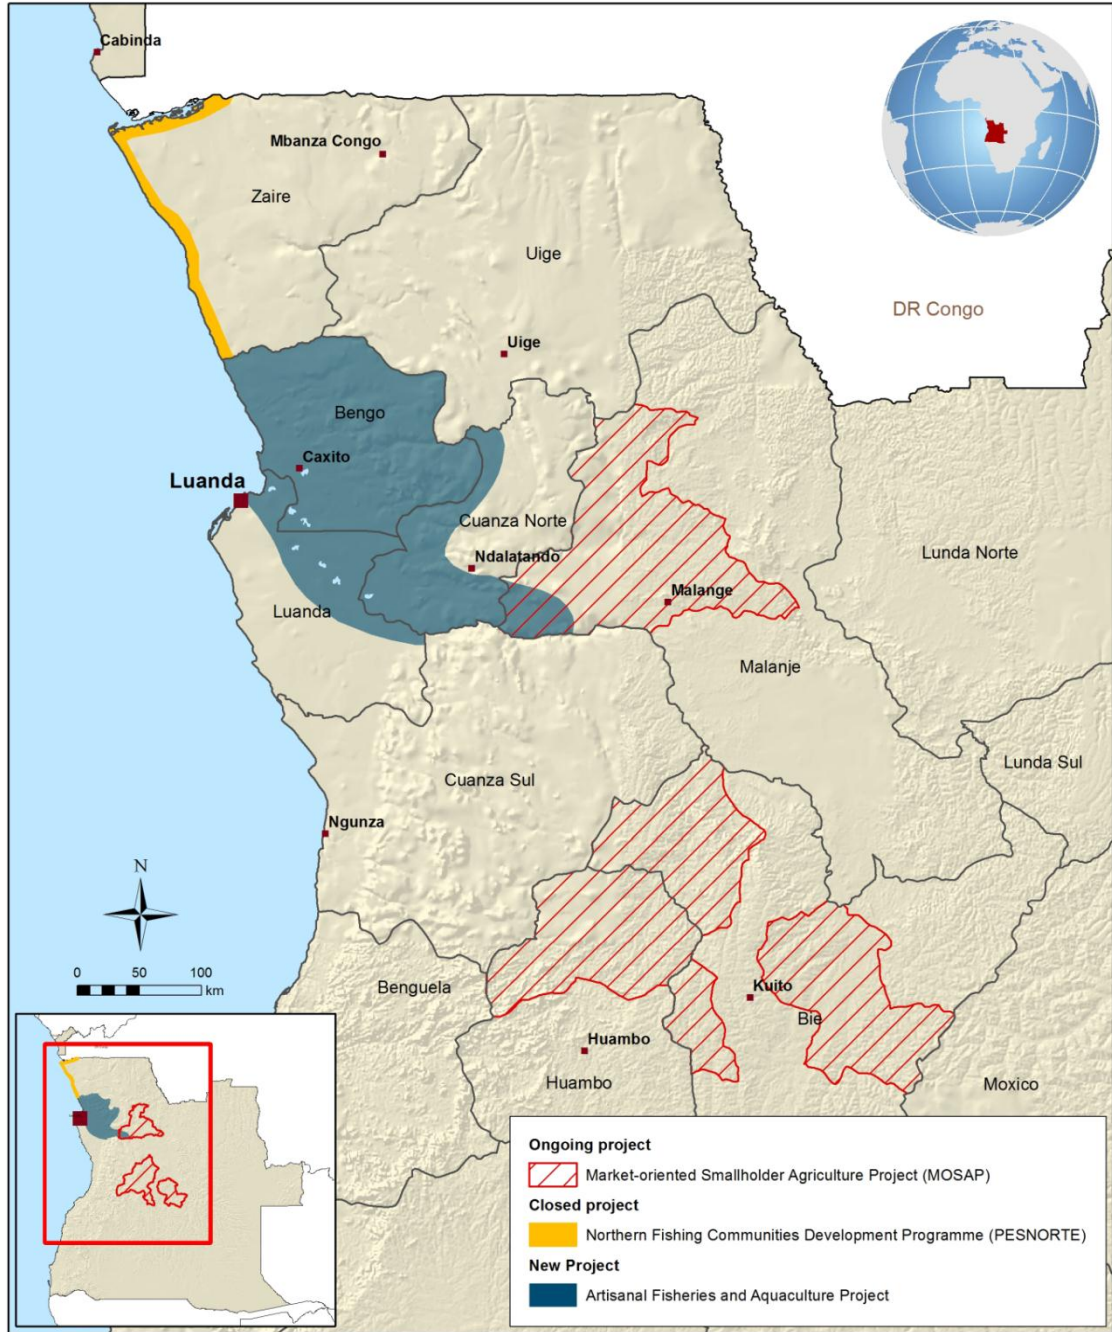 Cabinda
Mbanza Congo
Zaire
Uige
DR Congo
Uige
Bengo
Caxito
Luanda
Cuanza Norte
Ndalatando
Lunda Norte
Malange
Luanda
Malanje
Lunda Sul
Cuanza Sul
Ngunza
N
0 50 100
km
Benguela
Kuito
Bie
Huambo
Huambo
Moxico
Ongoing project
Market-oriented Smallholder Agriculture Project (MOSAP)
Closed project
Northern Fishing Communities Development Programme (PESNORTE)
New Project
Artisanal Fisheries and Aquaculture Project